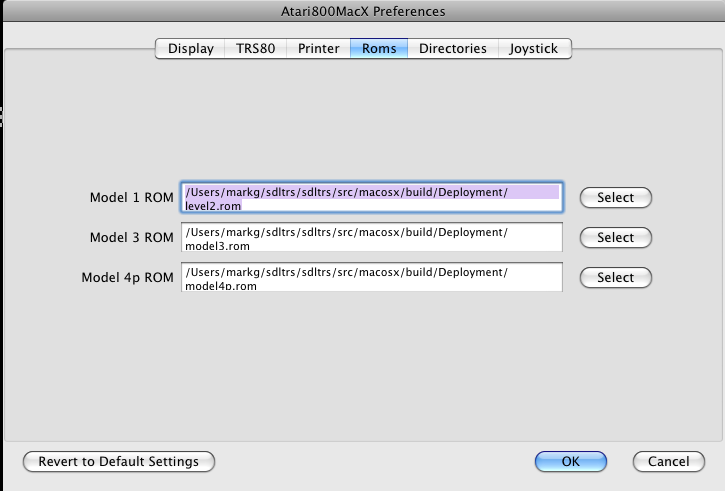 Atari800MacX Preferences
Display TRS80 Printer Roms Directories Joystick
Model 1 ROM /Users/markg/sdltrs/sdltrs/src/macosx/build/Deployment/ Select
level2.rom
Model 3 ROM /Users/markg/sdltrs/sdltrs/src/macosx/build/Deployment/ Select
model3.rom
Model 4p ROM /Users/markg/sdltrs/sdltrs/src/macosx/build/Deployment/ Select
model4p.rom
Revert to Default Settings OK Cancel